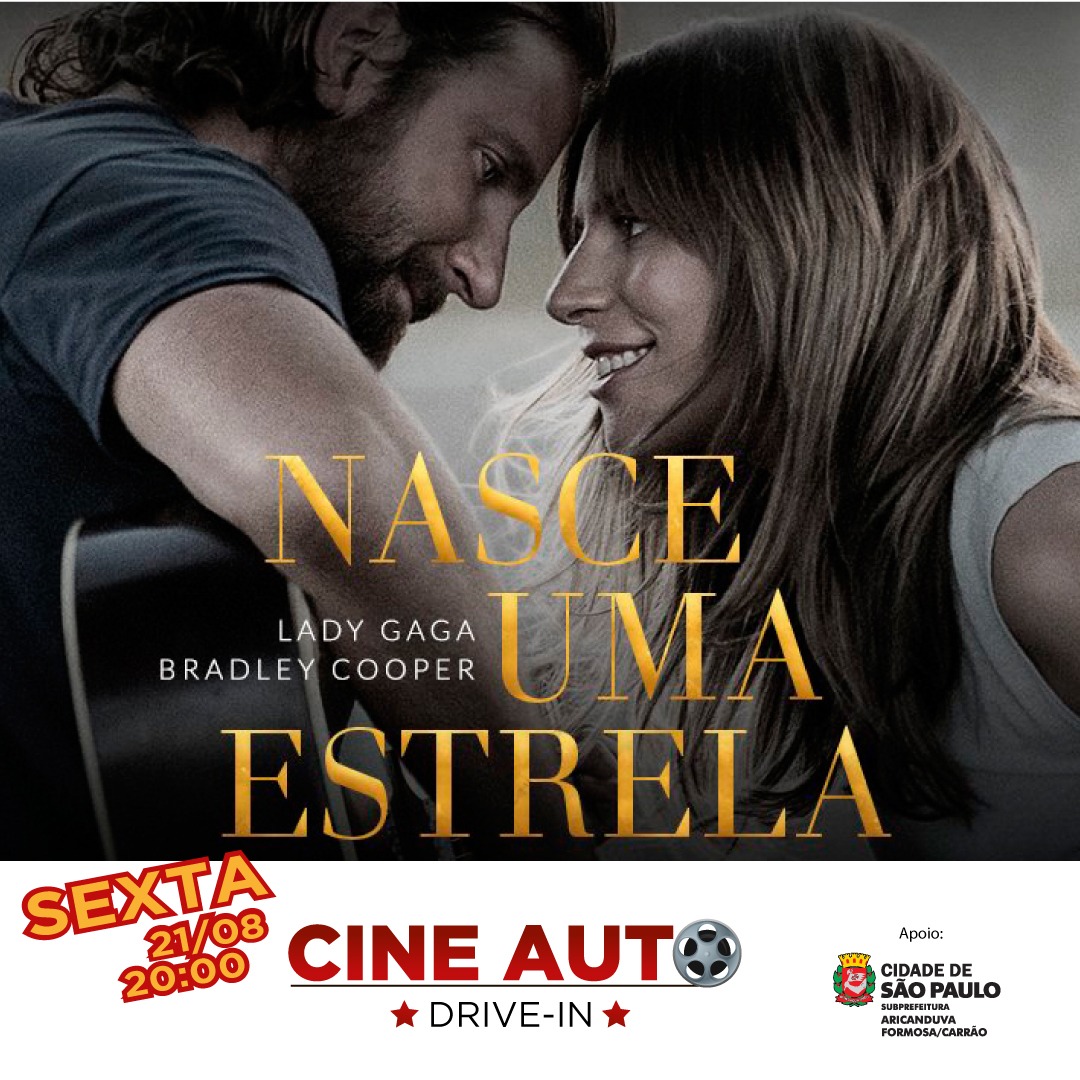 NASCE
LADY GAGA
BRADLEY COOPER
UMA
ESTRELA
SEXTA
21/08
20:00
CINE AUTO
DRIVE-IN
Apoio:
CIDADE DE
SÃO PAULO
SUBPREFEITURA
ARICANDUVA
FORMOSA/CARRÃO